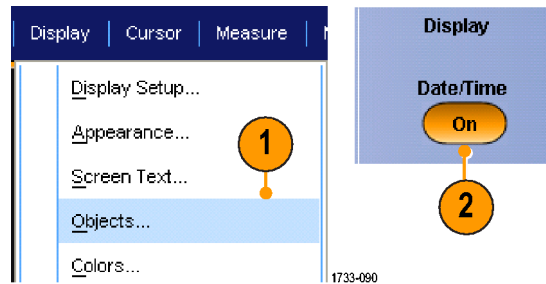 Display | Cursor | Measure |
Display Setup...
Appearance...
1
Screen Text...
Objects...
Colors...
Display
Date/Time
On
2
1733-090